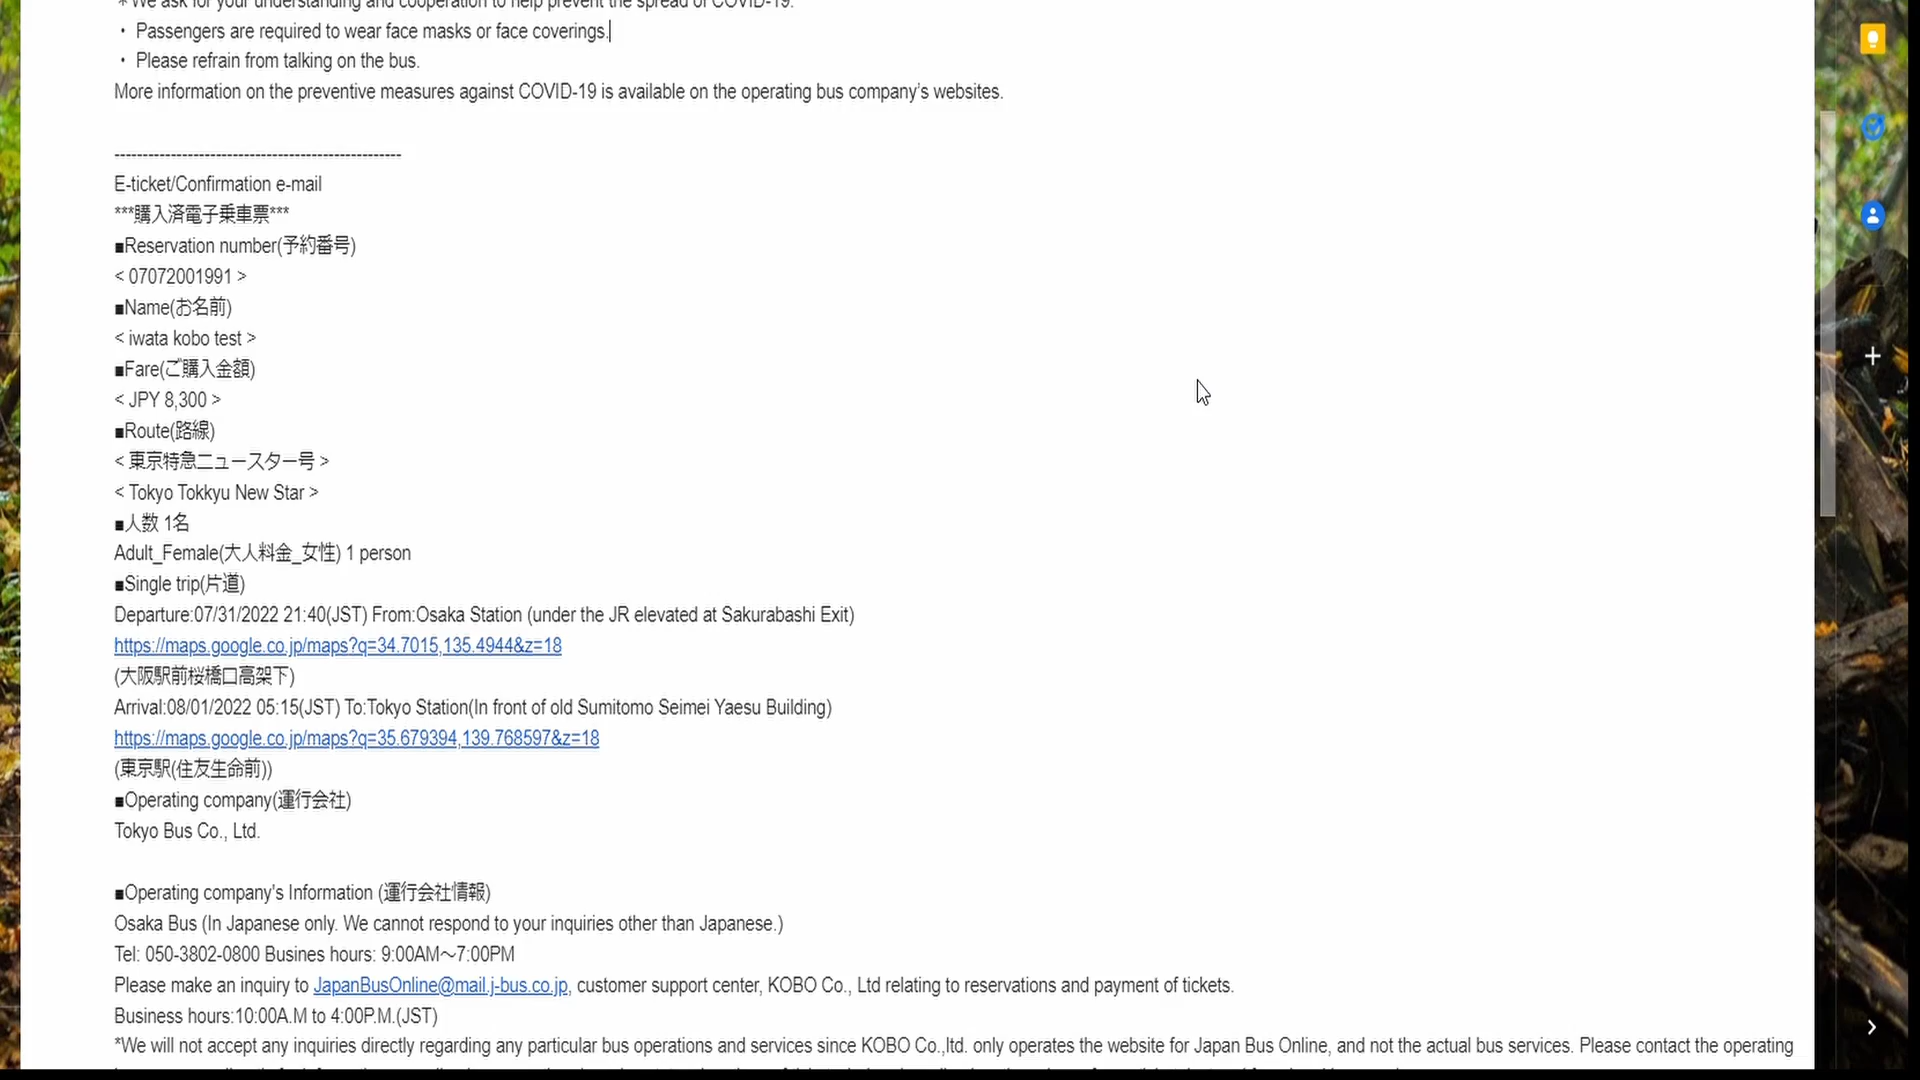 ＊We ask for your understanding and cooperation to help prevent the spread of COVID-19.
・ Passengers are required to wear face masks or face coverings.
・ Please refrain from talking on the bus.
More information on the preventive measures against COVID-19 is available on the operating bus company's websites.
---------------------------------------------------
E-ticket/Confirmation e-mail
***購入済電子乗車票***
■Reservation number(予約番号)
< 07072001991 >
■Name(お名前)
< iwata kobo test >
■Fare(ご購入金額)
< JPY 8,300 >
■Route(路線)
< 東京特急ニュースター号 >
< Tokyo Tokkyu New Star >
■人数 1名
Adult_Female(大人料金_女性) 1 person
■Single trip(片道)
Departure:07/31/2022 21:40(JST) From:Osaka Station (under the JR elevated at Sakurabashi Exit)
https://maps.google.co.jp/maps?q=34.7015,135.4944&z=18
(大阪駅前桜橋口高架下)
Arrival:08/01/2022 05:15(JST) To:Tokyo Station(In front of old Sumitomo Seimei Yaesu Building)
https://maps.google.co.jp/maps?q=35.679394,139.768597&z=18
(東京駅(住友生命前))
■Operating company(運行会社)
Tokyo Bus Co., Ltd.
■Operating company's Information (運行会社情報)
Osaka Bus (In Japanese only. We cannot respond to your inquiries other than Japanese.)
Tel: 050-3802-0800 Busines hours: 9:00AM～7:00PM
Please make an inquiry to JapanBusOnline@mail.j-bus.co.jp, customer support center, KOBO Co., Ltd relating to reservations and payment of tickets.
Business hours:10:00A.M to 4:00P.M.(JST)
*We will not accept any inquiries directly regarding any particular bus operations and services since KOBO Co.,ltd. only operates the website for Japan Bus Online, and not the actual bus services. Please contact the operating